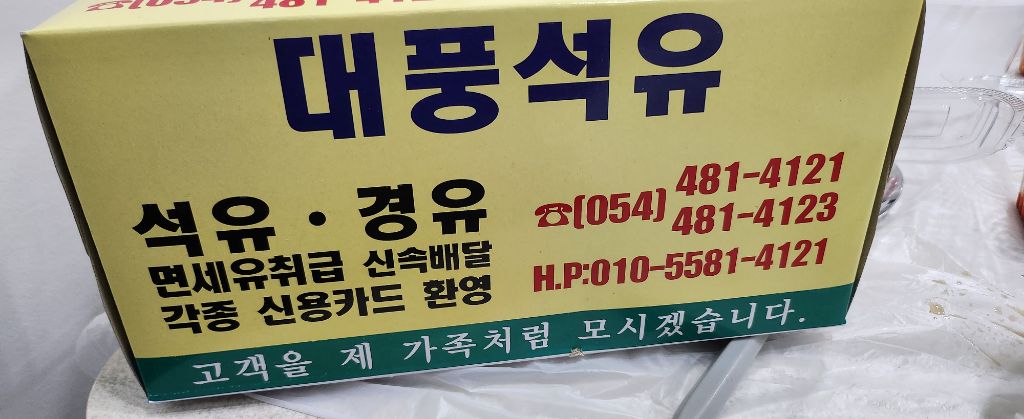 대풍석유
석유·경유
면세유취급 신속배달
각종 신용카드 환영
☎(054) 481-4121
481-4123
H.P:010-5581-4121
고객을 제 가족처럼 모시겠습니다.